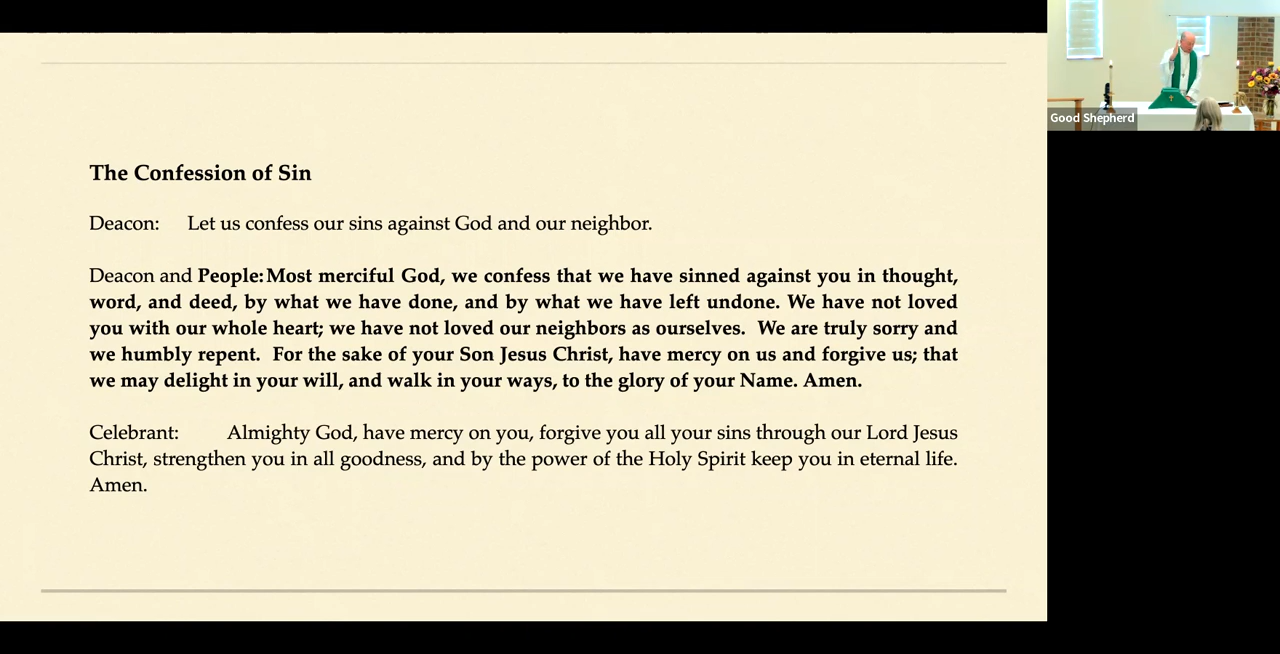 The Confession of Sin
Deacon: Let us confess our sins against God and our neighbor.
Deacon and People: Most merciful God, we confess that we have sinned against you in thought,
word, and deed, by what we have done, and by what we have left undone. We have not loved
you with our whole heart; we have not loved our neighbors as ourselves. We are truly sorry and
we humbly repent. For the sake of your Son Jesus Christ, have mercy on us and forgive us; that
we may delight in your will, and walk in your ways, to the glory of your Name. Amen.
Celebrant: Almighty God, have mercy on you, forgive you all your sins through our Lord Jesus
Christ, strengthen you in all goodness, and by the power of the Holy Spirit keep you in eternal life.
Amen.
Good Shepherd